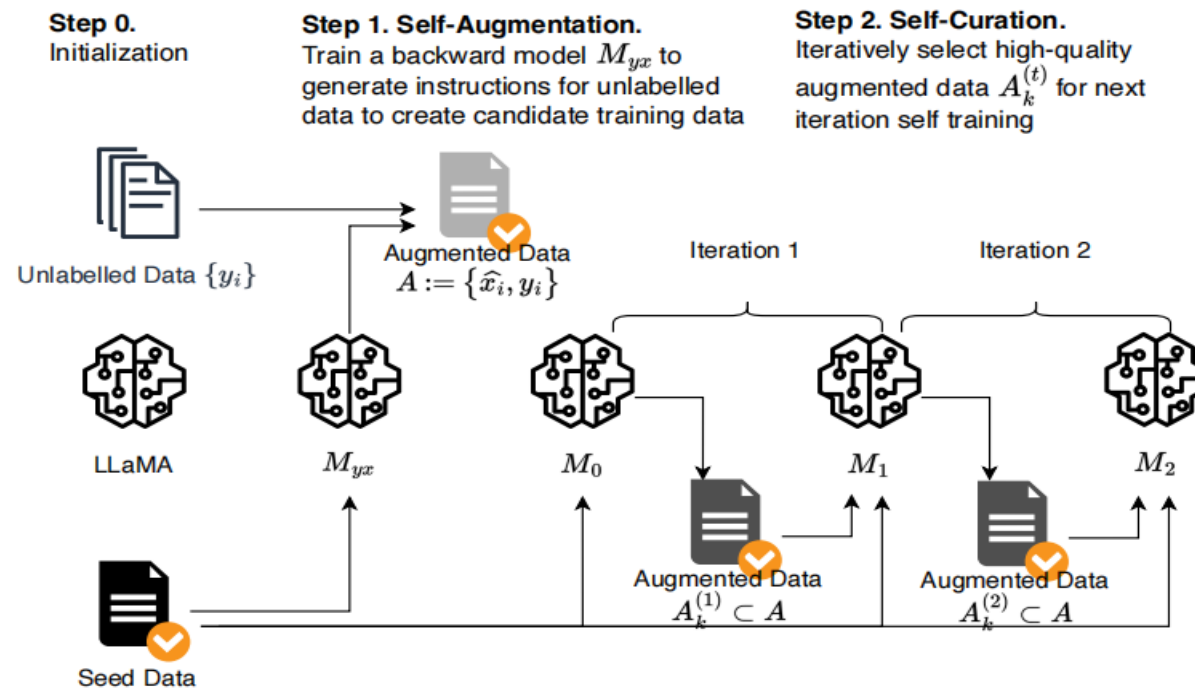 Step 0.
Initialization
Step 1. Self-Augmentation.
Train a backward model $M_{yx}$ to
generate instructions for unlabelled
data to create candidate training data
Step 2. Self-Curation.
Iteratively select high-quality
augmented data $A_k^{(t)}$ for next
iteration self training
Unlabelled Data $\{y_i\}$
Augmented Data
$A := \{\widehat{x}_i, y_i\}$
Iteration 1
Iteration 2
LLaMA
$M_{yx}$
$M_0$
$M_1$
$M_2$
Augmented Data
$A_k^{(1)} \subset A$
Augmented Data
$A_k^{(2)} \subset A$
Seed Data